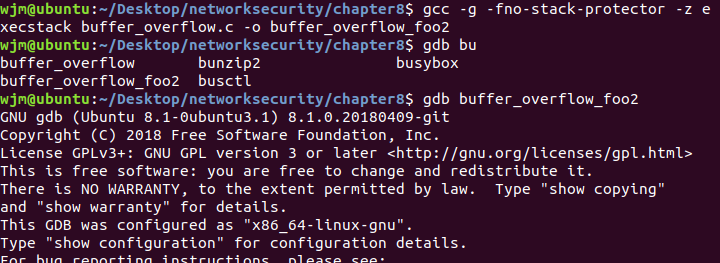 wjm@ubuntu:~/Desktop/networksecurity/chapter8$ gcc -g -fno-stack-protector -z e
xecstack buffer_overflow.c -o buffer_overflow_foo2
wjm@ubuntu:~/Desktop/networksecurity/chapter8$ gdb bu
buffer_overflow       bunzip2               busybox
buffer_overflow_foo2  busctl
wjm@ubuntu:~/Desktop/networksecurity/chapter8$ gdb buffer_overflow_foo2
GNU gdb (Ubuntu 8.1-0ubuntu3.1) 8.1.0.20180409-git
Copyright (C) 2018 Free Software Foundation, Inc.
License GPLv3+: GNU GPL version 3 or later <http://gnu.org/licenses/gpl.html>
This is free software: you are free to change and redistribute it.
There is NO WARRANTY, to the extent permitted by law.  Type "show copying"
and "show warranty" for details.
This GDB was configured as "x86_64-linux-gnu".
Type "show configuration" for configuration details.
For bug reporting instructions, please see: